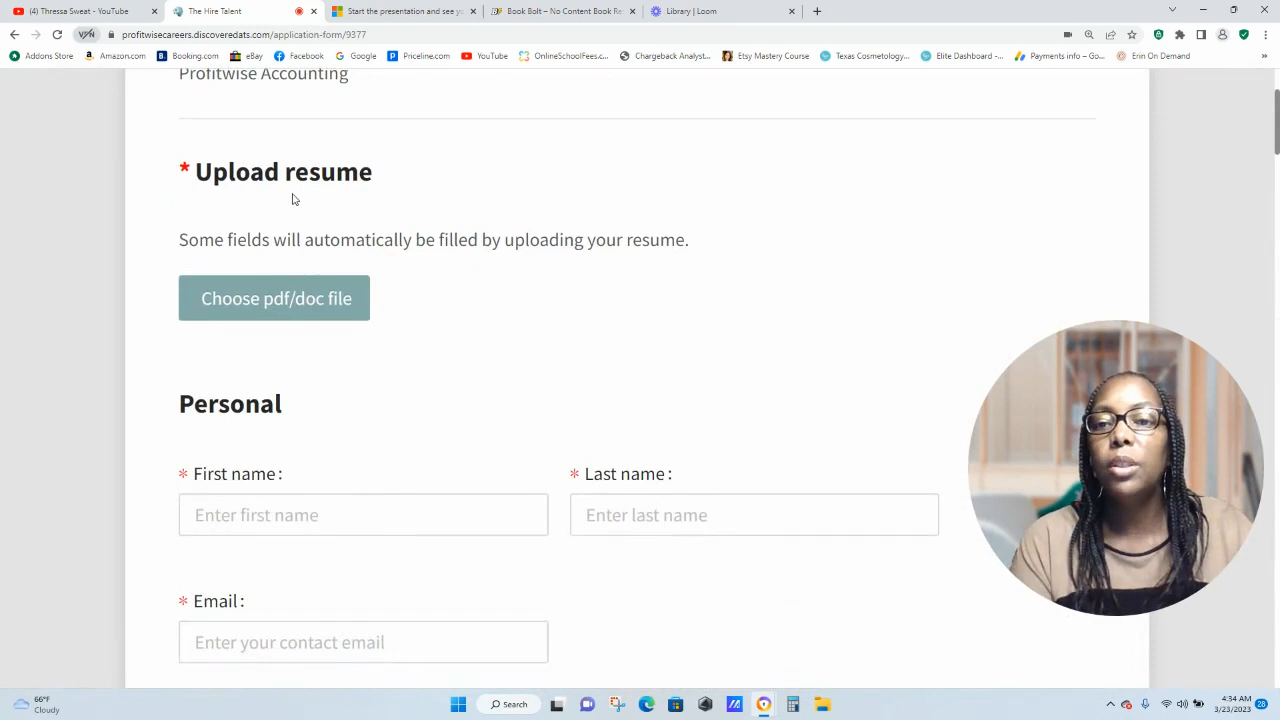 (4) Thressa Sweat - YouTube
The Hire Talent
Start the presentation and see yo
Book Bolt – No Content Book Re
Library | Loom
VPN
profitwisecareers.discoveredats.com/application-form/9377
Addons Store
Amazon.com
Booking.com
eBay
Facebook
Google
Priceline.com
YouTube
OnlineSchoolFees.c...
Chargeback Analyst...
Etsy Mastery Course
Texas Cosmetology...
Elite Dashboard -...
Payments info – Go...
Erin On Demand
»
Profitwise Accounting
* Upload resume
Some fields will automatically be filled by uploading your resume.
Choose pdf/doc file
Personal
* First name :
* Last name :
Enter first name
Enter last name
* Email :
Enter your contact email
66°F
Cloudy
Search
4:34 AM
3/23/2023
28